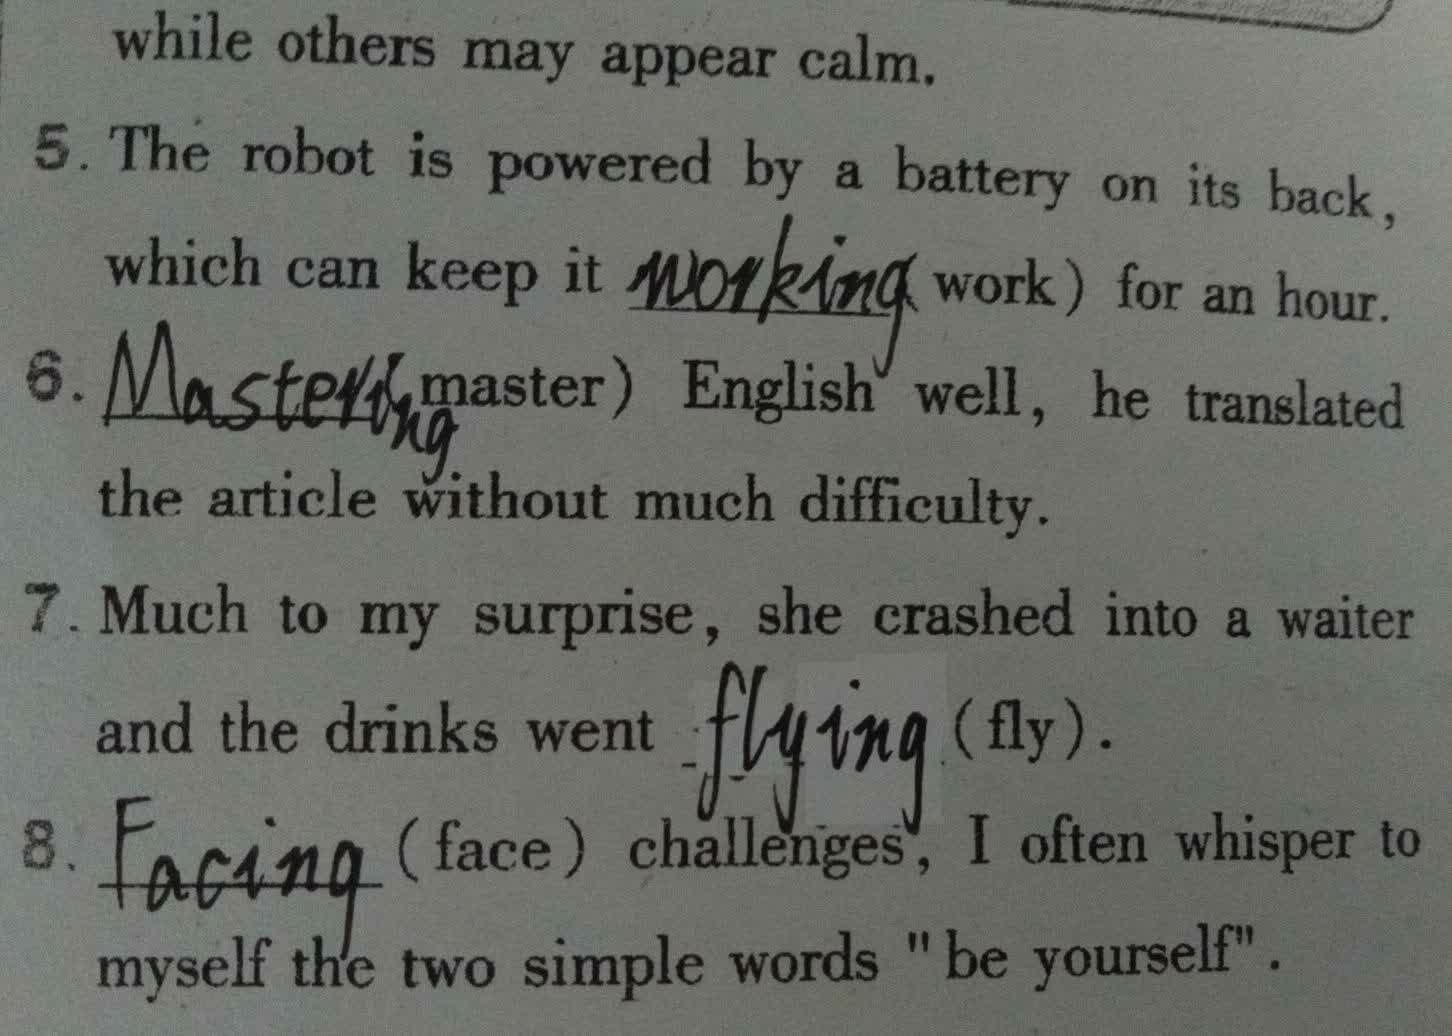 while others may appear calm.
5. The robot is powered by a battery on its back,
which can keep it working (work) for an hour.
6. Mastering (master) English well, he translated
the article without much difficulty.
7. Much to my surprise, she crashed into a waiter
and the drinks went flying (fly).
8. Facing (face) challenges, I often whisper to
myself the two simple words "be yourself".